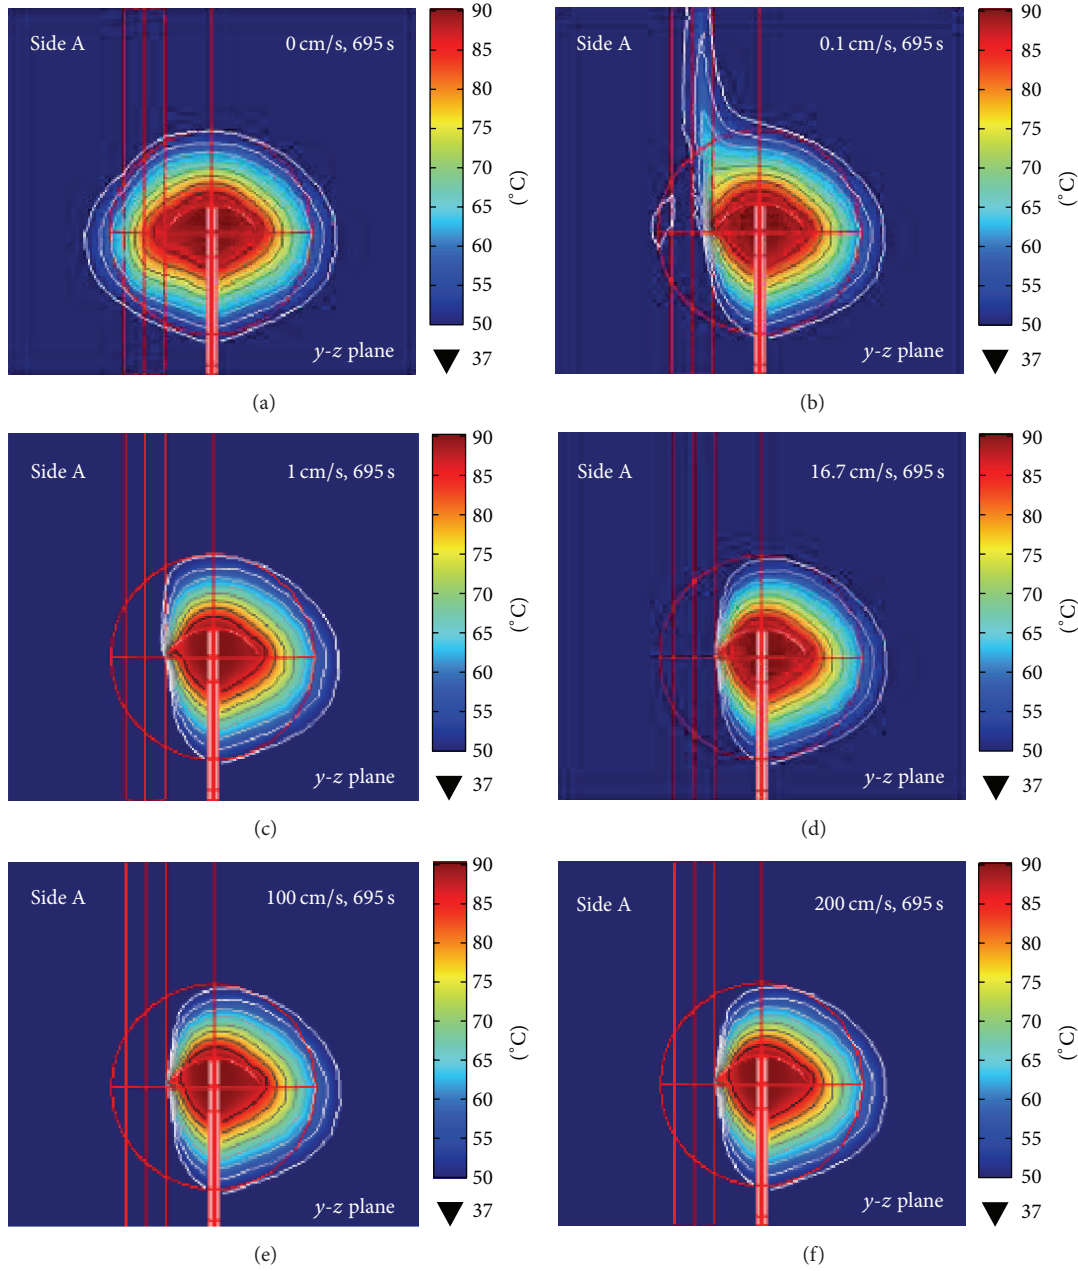 Side A
0 cm/s, 695 s
y-z plane
90
85
80
75
70
65
60
55
50
37
(°C)
(a)
Side A
0.1 cm/s, 695 s
y-z plane
90
85
80
75
70
65
60
55
50
37
(°C)
(b)
Side A
1 cm/s, 695 s
y-z plane
90
85
80
75
70
65
60
55
50
37
(°C)
(c)
Side A
16.7 cm/s, 695 s
y-z plane
90
85
80
75
70
65
60
55
50
37
(°C)
(d)
Side A
100 cm/s, 695 s
y-z plane
90
85
80
75
70
65
60
55
50
37
(°C)
(e)
Side A
200 cm/s, 695 s
y-z plane
90
85
80
75
70
65
60
55
50
37
(°C)
(f)